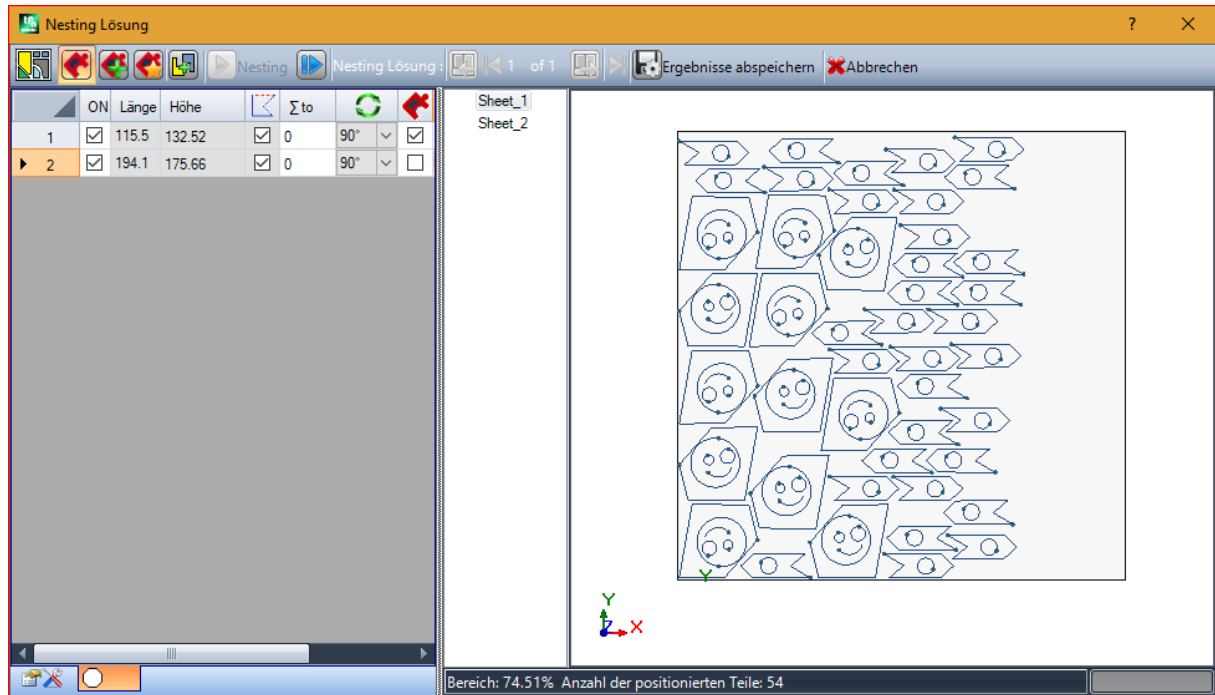 Nesting Lösung ?
Nesting Nesting Lösung : 1 of 1 Ergebnisse abspeichern Abbrechen
ON Länge Höhe Σ to
1 115.5 132.52 0 90°
2 194.1 175.66 0 90°
Sheet_1
Sheet_2
Y
Y
Z X
Bereich: 74.51% Anzahl der positionierten Teile: 54